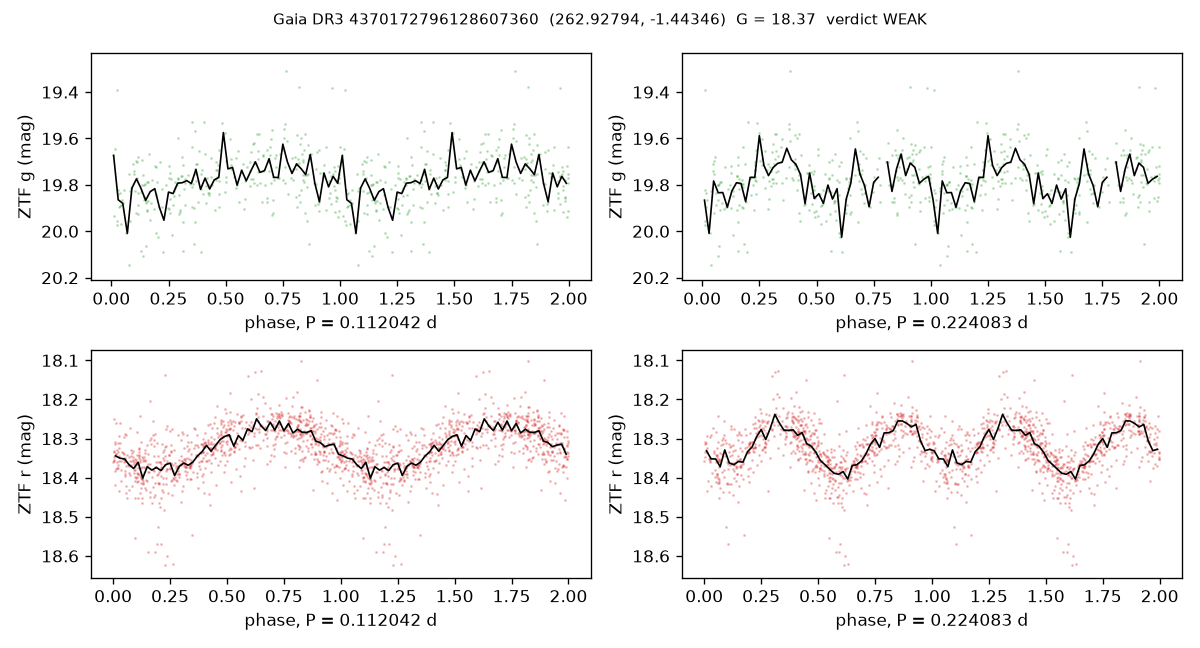 Gaia DR3 4370172796128607360 (262.92794, -1.44346) G = 18.37 verdict WEAK
ZTF g (mag)
19.4
19.6
19.8
20.0
20.2
0.00 0.25 0.50 0.75 1.00 1.25 1.50 1.75 2.00
phase, P = 0.112042 d
ZTF g (mag)
19.4
19.6
19.8
20.0
20.2
0.00 0.25 0.50 0.75 1.00 1.25 1.50 1.75 2.00
phase, P = 0.224083 d
ZTF r (mag)
18.1
18.2
18.3
18.4
18.5
18.6
0.00 0.25 0.50 0.75 1.00 1.25 1.50 1.75 2.00
phase, P = 0.112042 d
ZTF r (mag)
18.1
18.2
18.3
18.4
18.5
18.6
0.00 0.25 0.50 0.75 1.00 1.25 1.50 1.75 2.00
phase, P = 0.224083 d